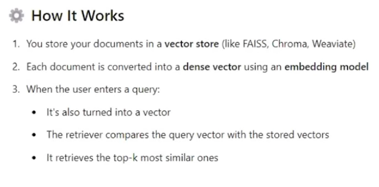 How It Works
1. You store your documents in a vector store (like FAISS, Chroma, Weaviate)
2. Each document is converted into a dense vector using an embedding model
3. When the user enters a query:
• It's also turned into a vector
• The retriever compares the query vector with the stored vectors
• It retrieves the top-k most similar ones